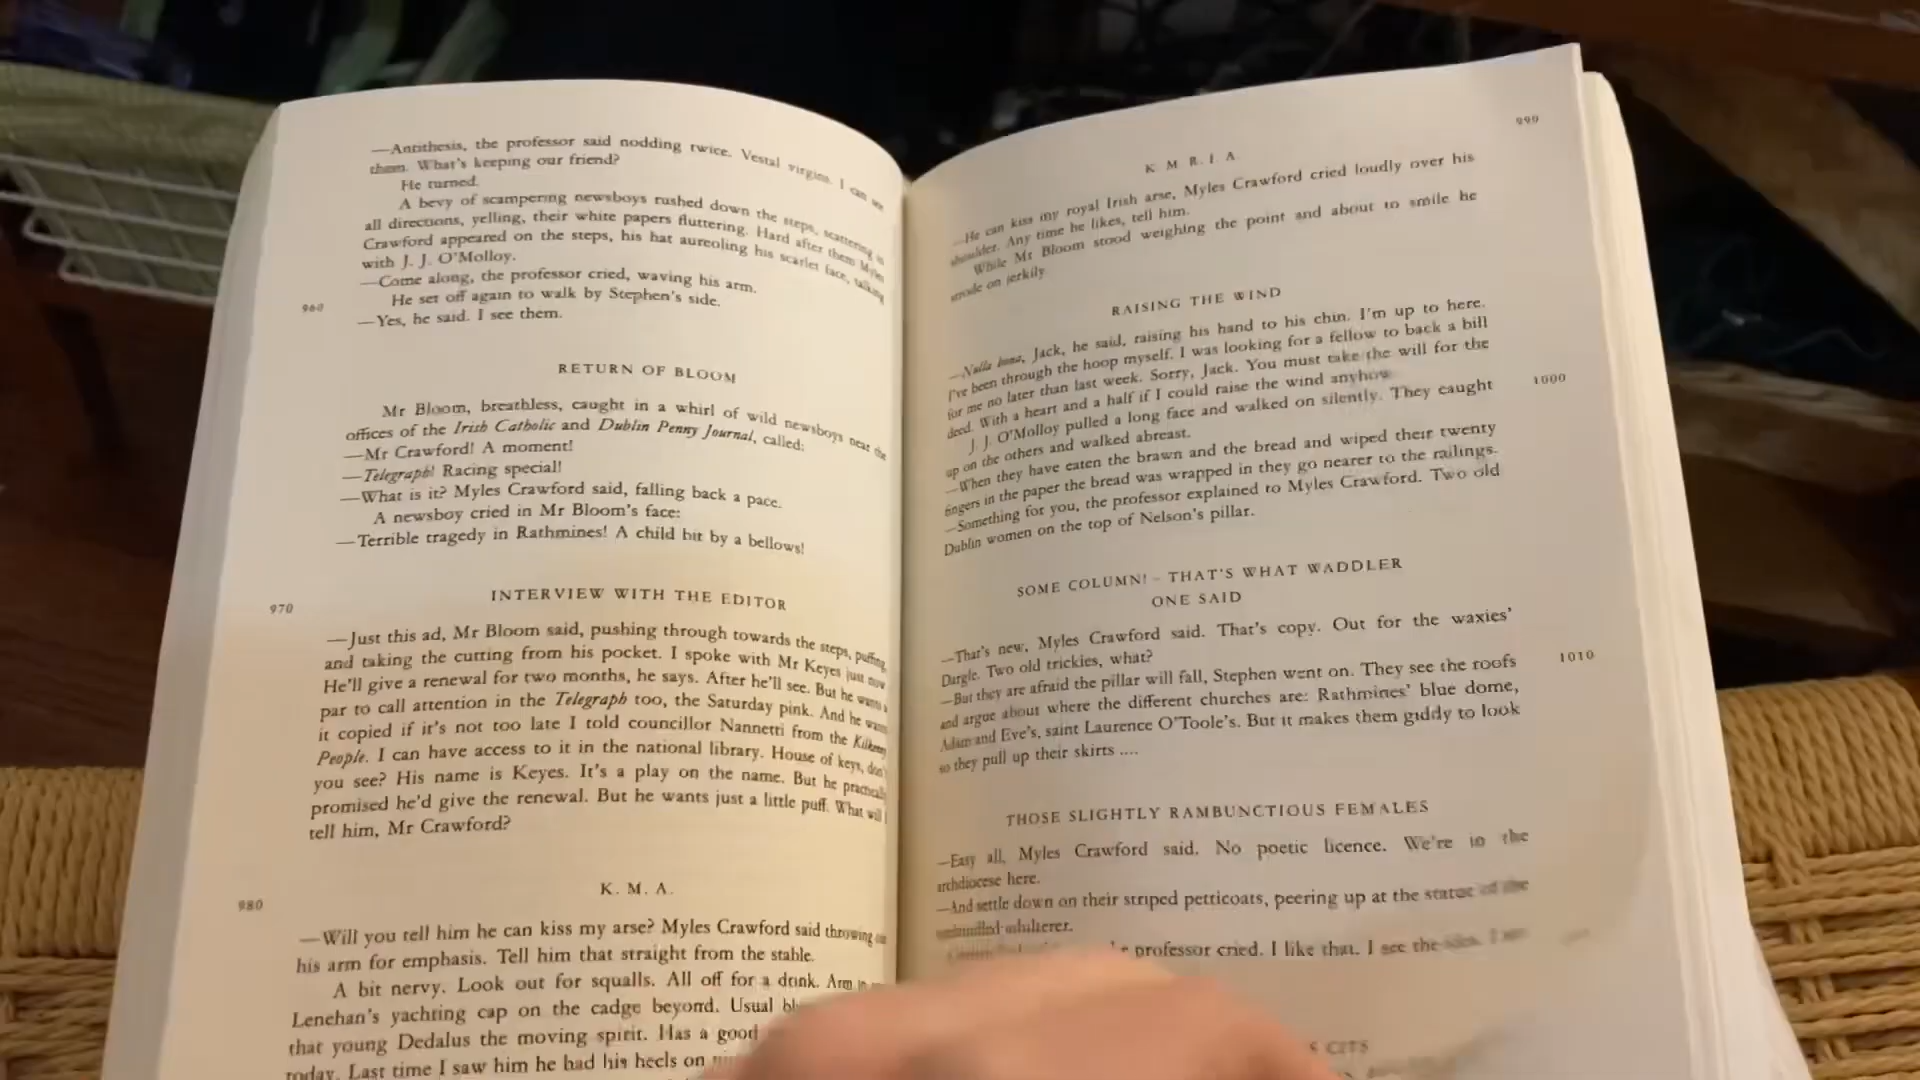 —Antithesis, the professor said nodding twice. Vestal virgins. I can see
them. What's keeping our friend?
He turned.
A bevy of scampering newsboys rushed down the steps, scattering in
all directions, yelling, their white papers fluttering. Hard after them Myles
Crawford appeared on the steps, his hat aureoling his scarlet face, talking
with J. J. O'Molloy.
—Come along, the professor cried, waving his arm.
He set off again to walk by Stephen's side.
960
—Yes, he said. I see them.
RETURN OF BLOOM
Mr Bloom, breathless, caught in a whirl of wild newsboys near the
offices of the Irish Catholic and Dublin Penny Journal, called:
—Mr Crawford! A moment!
—Telegraph! Racing special!
—What is it? Myles Crawford said, falling back a pace.
A newsboy cried in Mr Bloom's face:
—Terrible tragedy in Rathmines! A child bit by a bellows!
INTERVIEW WITH THE EDITOR
970
—Just this ad, Mr Bloom said, pushing through towards the steps, puffing,
and taking the cutting from his pocket. I spoke with Mr Keyes just now.
He'll give a renewal for two months, he says. After he'll see. But he wants a
par to call attention in the Telegraph too, the Saturday pink. And he wants
it copied if it's not too late I told councillor Nannetti from the Kilkenny
People. I can have access to it in the national library. House of keys, don't
you see? His name is Keyes. It's a play on the name. But he practically
promised he'd give the renewal. But he wants just a little puff. What will I
tell him, Mr Crawford?
K. M. A.
980
—Will you tell him he can kiss my arse? Myles Crawford said throwing out
his arm for emphasis. Tell him that straight from the stable.
A bit nervy. Look out for squalls. All off for a drink. Arm in
Lenehan's yachting cap on the cadge beyond. Usual
that young Dedalus the moving spirit. Has a good
today. Last time I saw him he had his heels on
990
K. M. R. I. A.
—He can kiss my royal Irish arse, Myles Crawford cried loudly over his
shoulder. Any time he likes, tell him.
While Mr Bloom stood weighing the point and about to smile he
strode on jerkily.
RAISING THE WIND
—Nulla bona, Jack, he said, raising his hand to his chin. I'm up to here.
I've been through the hoop myself. I was looking for a fellow to back a bill
for me no later than last week. Sorry, Jack. You must take the will for the
deed. With a heart and a half if I could raise the wind anyhow.
1000
J. J. O'Molloy pulled a long face and walked on silently. They caught
up on the others and walked abreast.
—When they have eaten the brawn and the bread and wiped their twenty
fingers in the paper the bread was wrapped in they go nearer to the railings.
—Something for you, the professor explained to Myles Crawford. Two old
Dublin women on the top of Nelson's pillar.
SOME COLUMN! – THAT'S WHAT WADDLER
ONE SAID
—That's new, Myles Crawford said. That's copy. Out for the waxies'
Dargle. Two old trickies, what?
1010
—But they are afraid the pillar will fall, Stephen went on. They see the roofs
and argue about where the different churches are: Rathmines' blue dome,
Adam and Eve's, saint Laurence O'Toole's. But it makes them giddy to look
so they pull up their skirts ....
THOSE SLIGHTLY RAMBUNCTIOUS FEMALES
—Easy all, Myles Crawford said. No poetic licence. We're in the
archdiocese here.
—And settle down on their striped petticoats, peering up at the statue of the
onehandled adulterer.
professor cried. I like that. I see the idea. I see
CITS